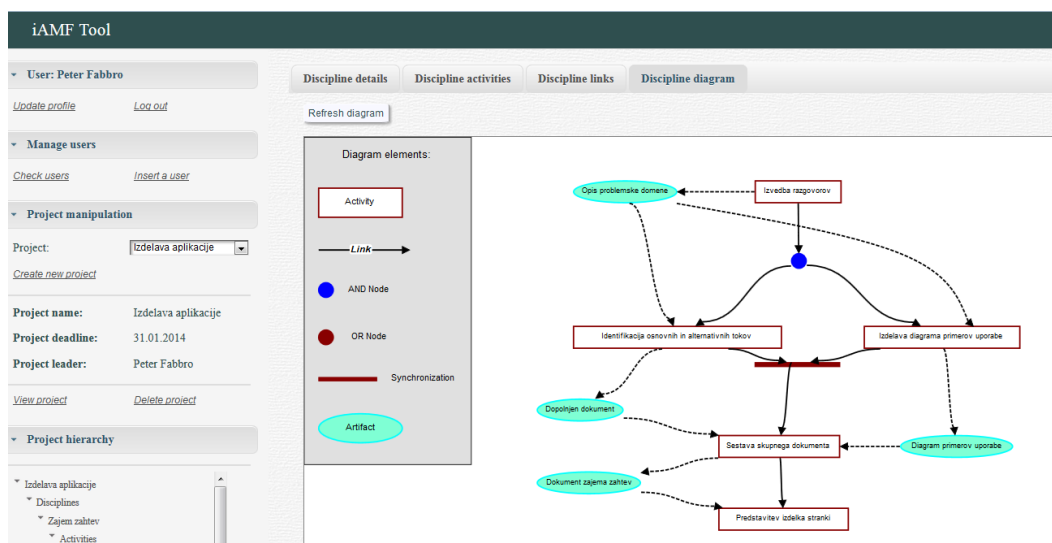 iAMF Tool
User: Peter Fabbro
Update profile
Log out
Manage users
Check users
Insert a user
Project manipulation
Project:
Izdelava aplikacije
Create new project
Project name:
Izdelava aplikacije
Project deadline:
31.01.2014
Project leader:
Peter Fabbro
View project
Delete project
Project hierarchy
Izdelava aplikacije
Disciplines
Zajem zahtev
Activities
Discipline details
Discipline activities
Discipline links
Discipline diagram
Refresh diagram
Diagram elements:
Activity
Link
AND Node
OR Node
Synchronization
Artifact
Opis problemske domene
Izvedba razgovorov
Identifikacija osnovnih in alternativnih tokov
Izdelava diagrama primerov uporabe
Dopolnjen dokument
Sestava skupnega dokumenta
Diagram primerov uporabe
Dokument zajema zahtev
Predstavitev izdelka stranki